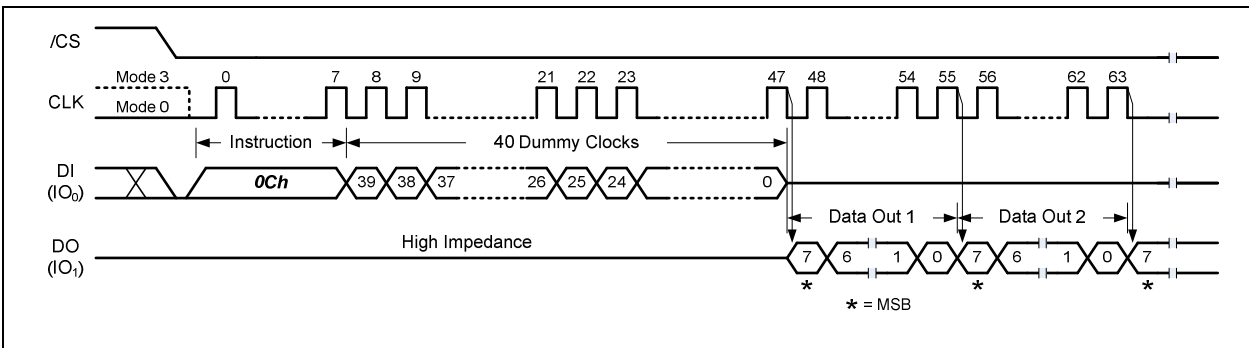 /CS
Mode 3 0 7 8 9 21 22 23 47 48 54 55 56 62 63
CLK
Mode 0
Instruction 40 Dummy Clocks
DI
(IO0)
0Ch 39 38 37 26 25 24 0
Data Out 1 Data Out 2
DO
(IO1)
High Impedance
7 6 1 0 7 6 1 0 7
* * *
* = MSB